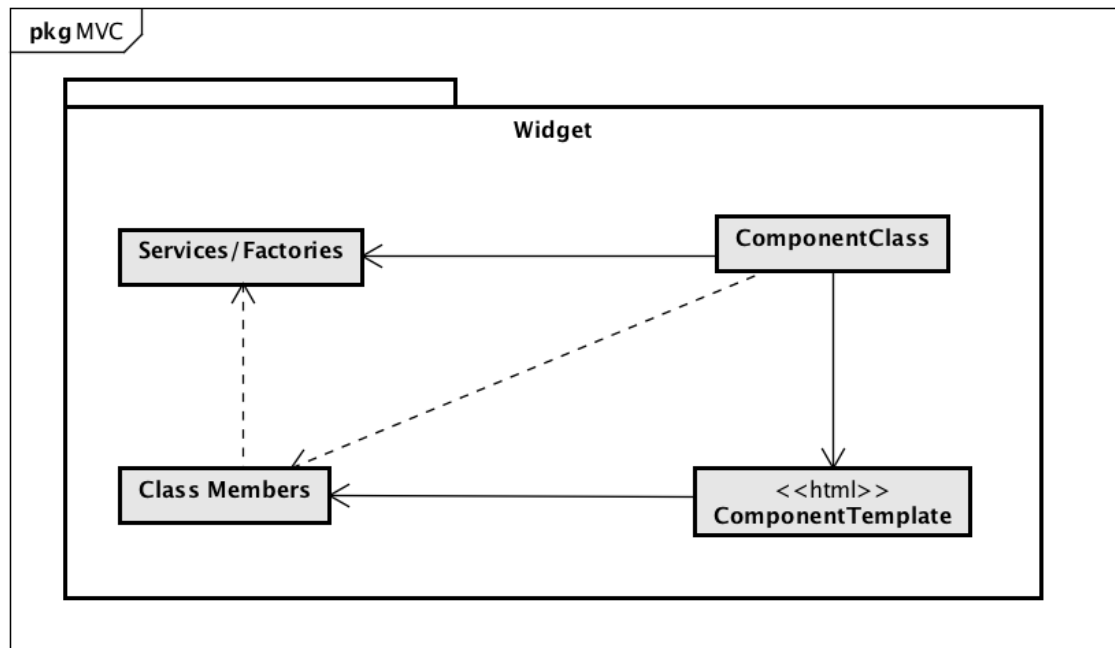 pkg MVC
Widget
Services/Factories
ComponentClass
Class Members
<<html>>
ComponentTemplate